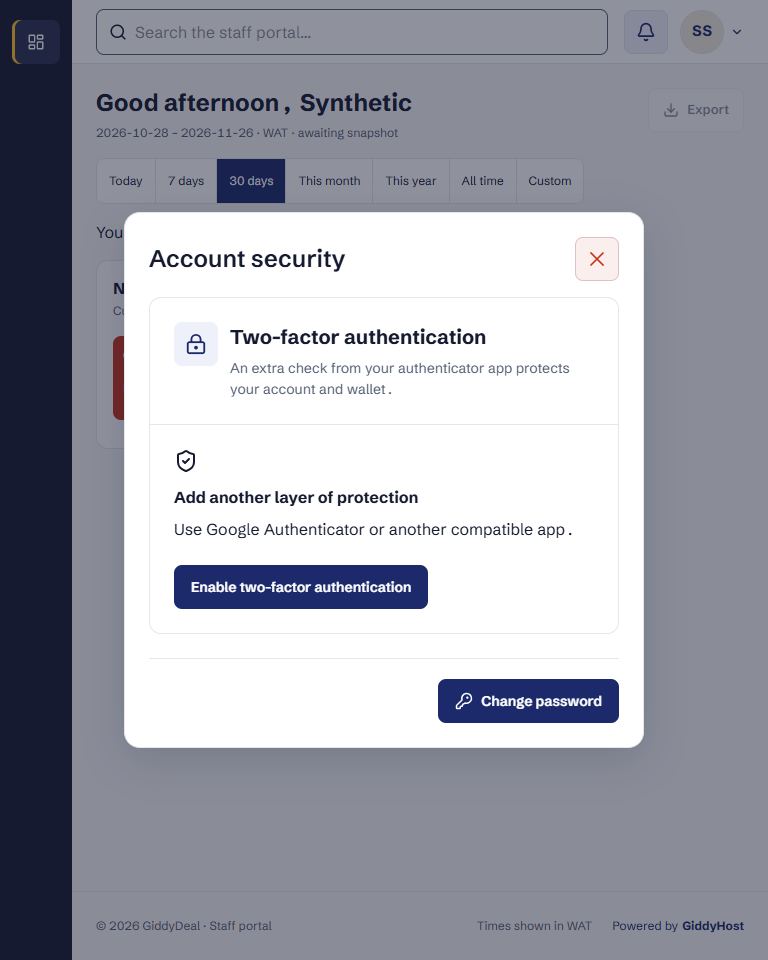 Search the staff portal...
SS
Good afternoon, Synthetic
2026-10-28 – 2026-11-26 · WAT · awaiting snapshot
Export
Today
7 days
30 days
This month
This year
All time
Custom
You
Account security
Two-factor authentication
An extra check from your authenticator app protects
your account and wallet.
Add another layer of protection
Use Google Authenticator or another compatible app.
Enable two-factor authentication
Change password
© 2026 GiddyDeal · Staff portal
Times shown in WAT
Powered by GiddyHost